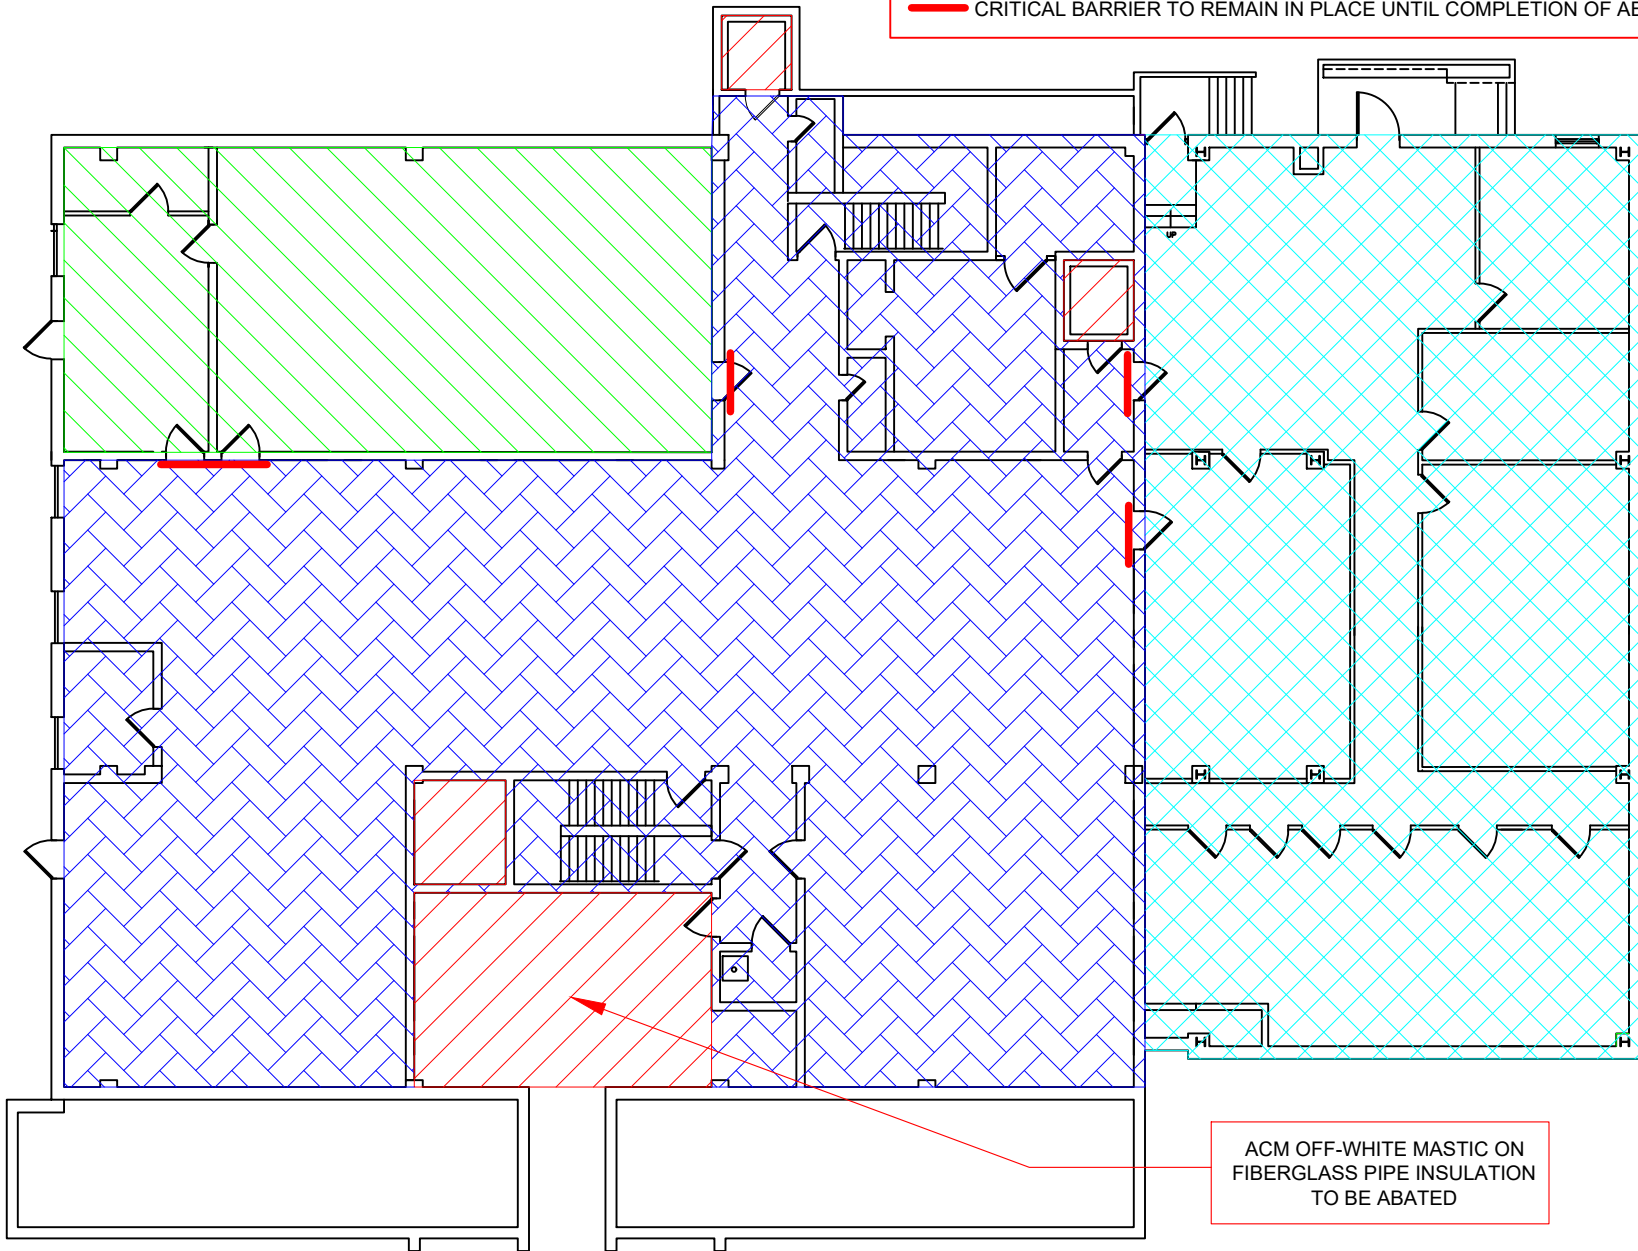 CRITICAL BARRIER TO REMAIN IN PLACE UNTIL COMPLETION OF
UP
ACM OFF-WHITE MASTIC ON
FIBERGLASS PIPE INSULATION
TO BE ABATED